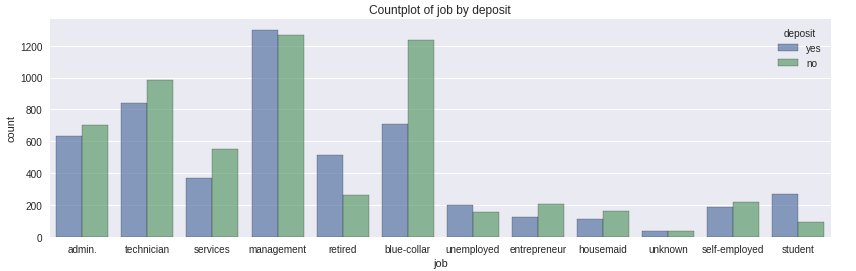 Countplot of job by deposit
deposit
yes
no
1200
1000
800
600
400
200
0
count
admin. technician services management retired blue-collar unemployed entrepreneur housemaid unknown self-employed student
job